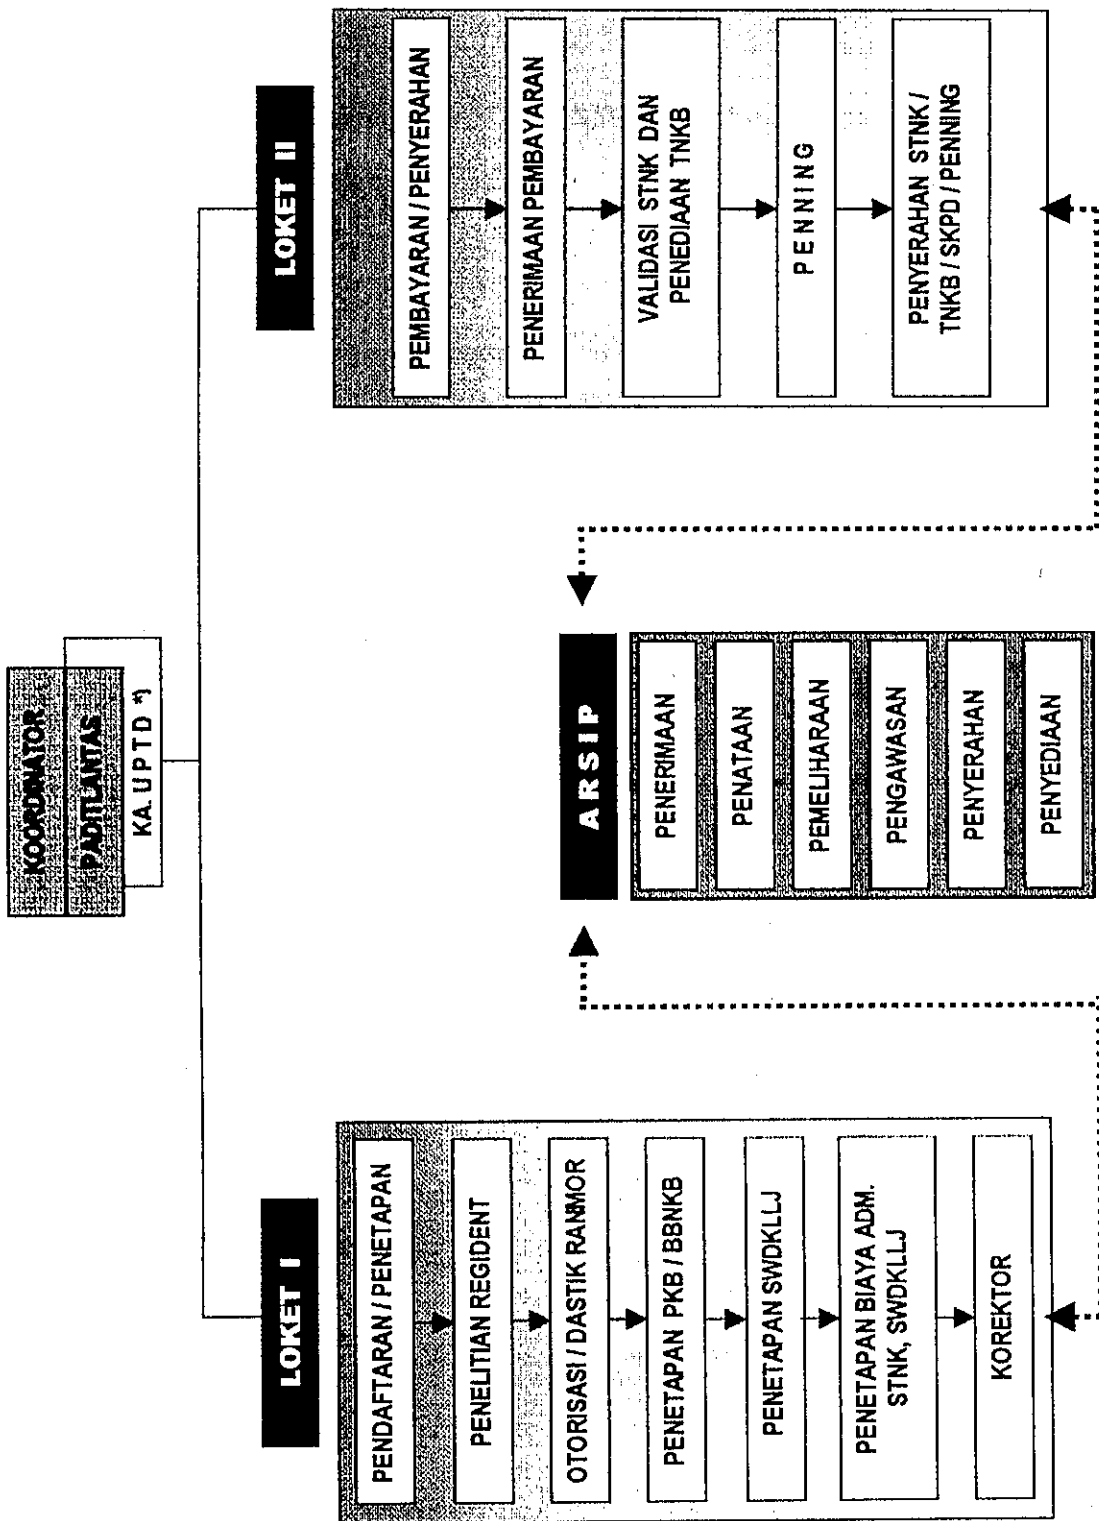 KOORDINATOR
PADITLANTAS
KA. U P T D *)
LOKET I
PENDAFTARAN / PENETAPAN
PENELITIAN REGIDENT
OTORISASI / DASTIK RANMOR
PENETAPAN PKB / BBNKB
PENETAPAN SWDKLLJ
PENETAPAN BIAYA ADM.
STNK, SWDKLLJ
KOREKTOR
ARSIP
PENERIMAAN
PENATAAN
PEMELIHARAAN
PENGAWASAN
PENYERAHAN
PENYEDIAAN
LOKET II
PEMBAYARAN / PENYERAHAN
PENERIMAAN PEMBAYARAN
VALIDASI STNK DAN
PENEDIAAN TNKB
P E N N I N G
PENYERAHAN STNK /
TNKB / SKPD / PENNING